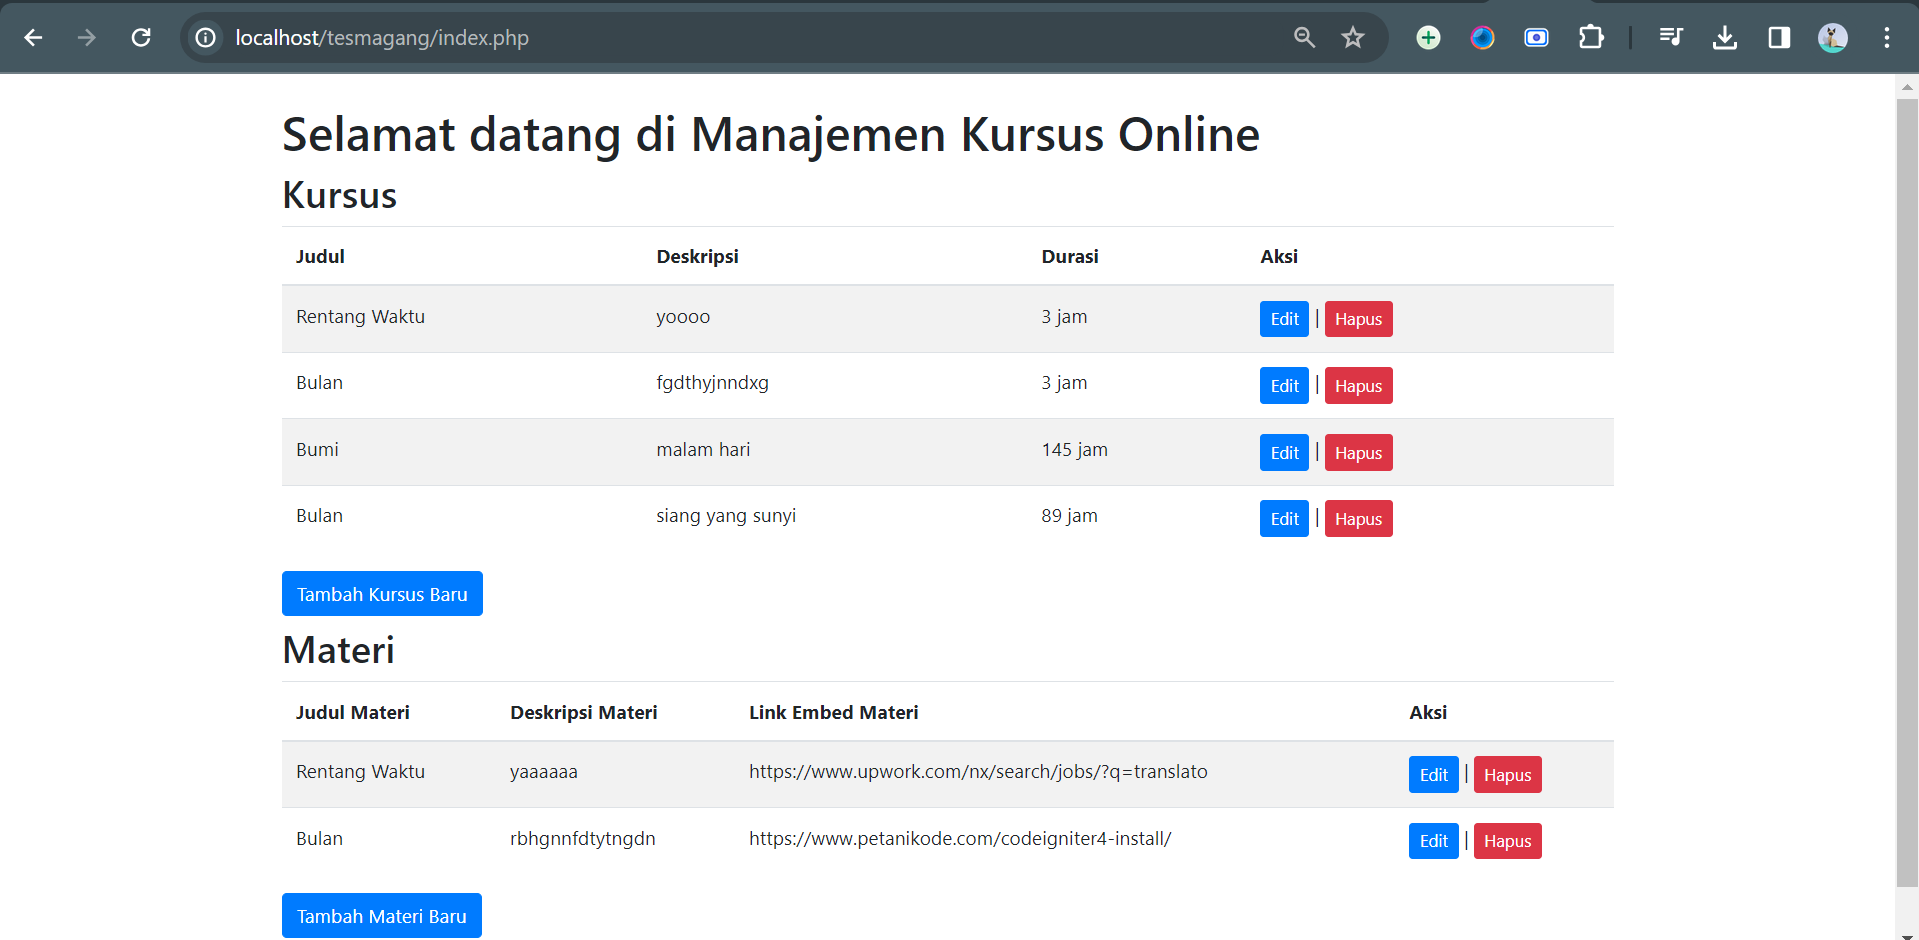 localhost/tesmagang/index.php
Selamat datang di Manajemen Kursus Online
Kursus
Judul Deskripsi Durasi Aksi
Rentang Waktu yoooo 3 jam Edit | Hapus
Bulan fgdthyjnndxg 3 jam Edit | Hapus
Bumi malam hari 145 jam Edit | Hapus
Bulan siang yang sunyi 89 jam Edit | Hapus
Tambah Kursus Baru
Materi
Judul Materi Deskripsi Materi Link Embed Materi Aksi
Rentang Waktu yaaaaaa https://www.upwork.com/nx/search/jobs/?q=translato Edit | Hapus
Bulan rbhgnnfdtytngdn https://www.petanikode.com/codeigniter4-install/ Edit | Hapus
Tambah Materi Baru